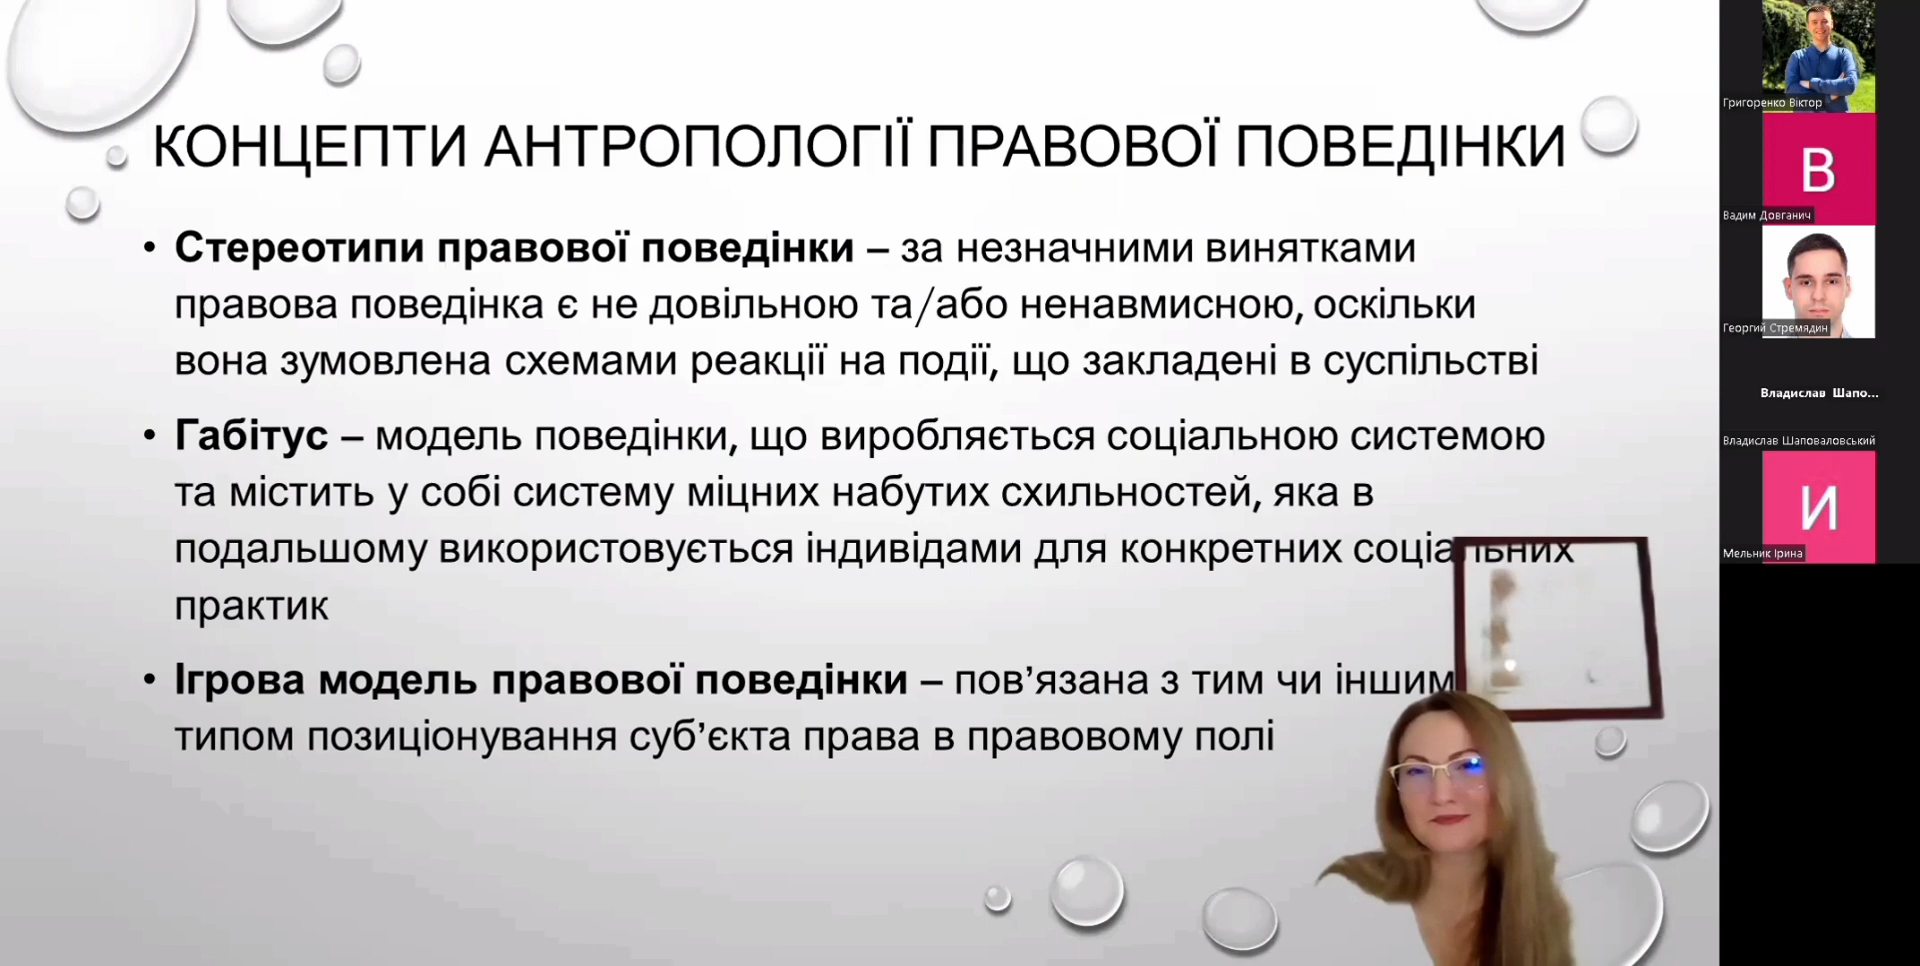 КОНЦЕПТИ АНТРОПОЛОГІЇ ПРАВОВОЇ ПОВЕДІНКИ
• Стереотипи правової поведінки – за незначними винятками
правова поведінка є не довільною та/або ненавмисною, оскільки
вона зумовлена схемами реакції на події, що закладені в суспільстві
• Габітус – модель поведінки, що виробляється соціальною системою
та містить у собі систему міцних набутих схильностей, яка в
подальшому використовується індивідами для конкретних соціальних
практик
• Ігрова модель правової поведінки – пов’язана з тим чи іншим
типом позиціонування суб’єкта права в правовому полі
Григоренко Віктор
В
Вадим Довганич
Георгий Стремядин
Владислав Шапо...
Владислав Шаповаловський
И
Мельник Ірина